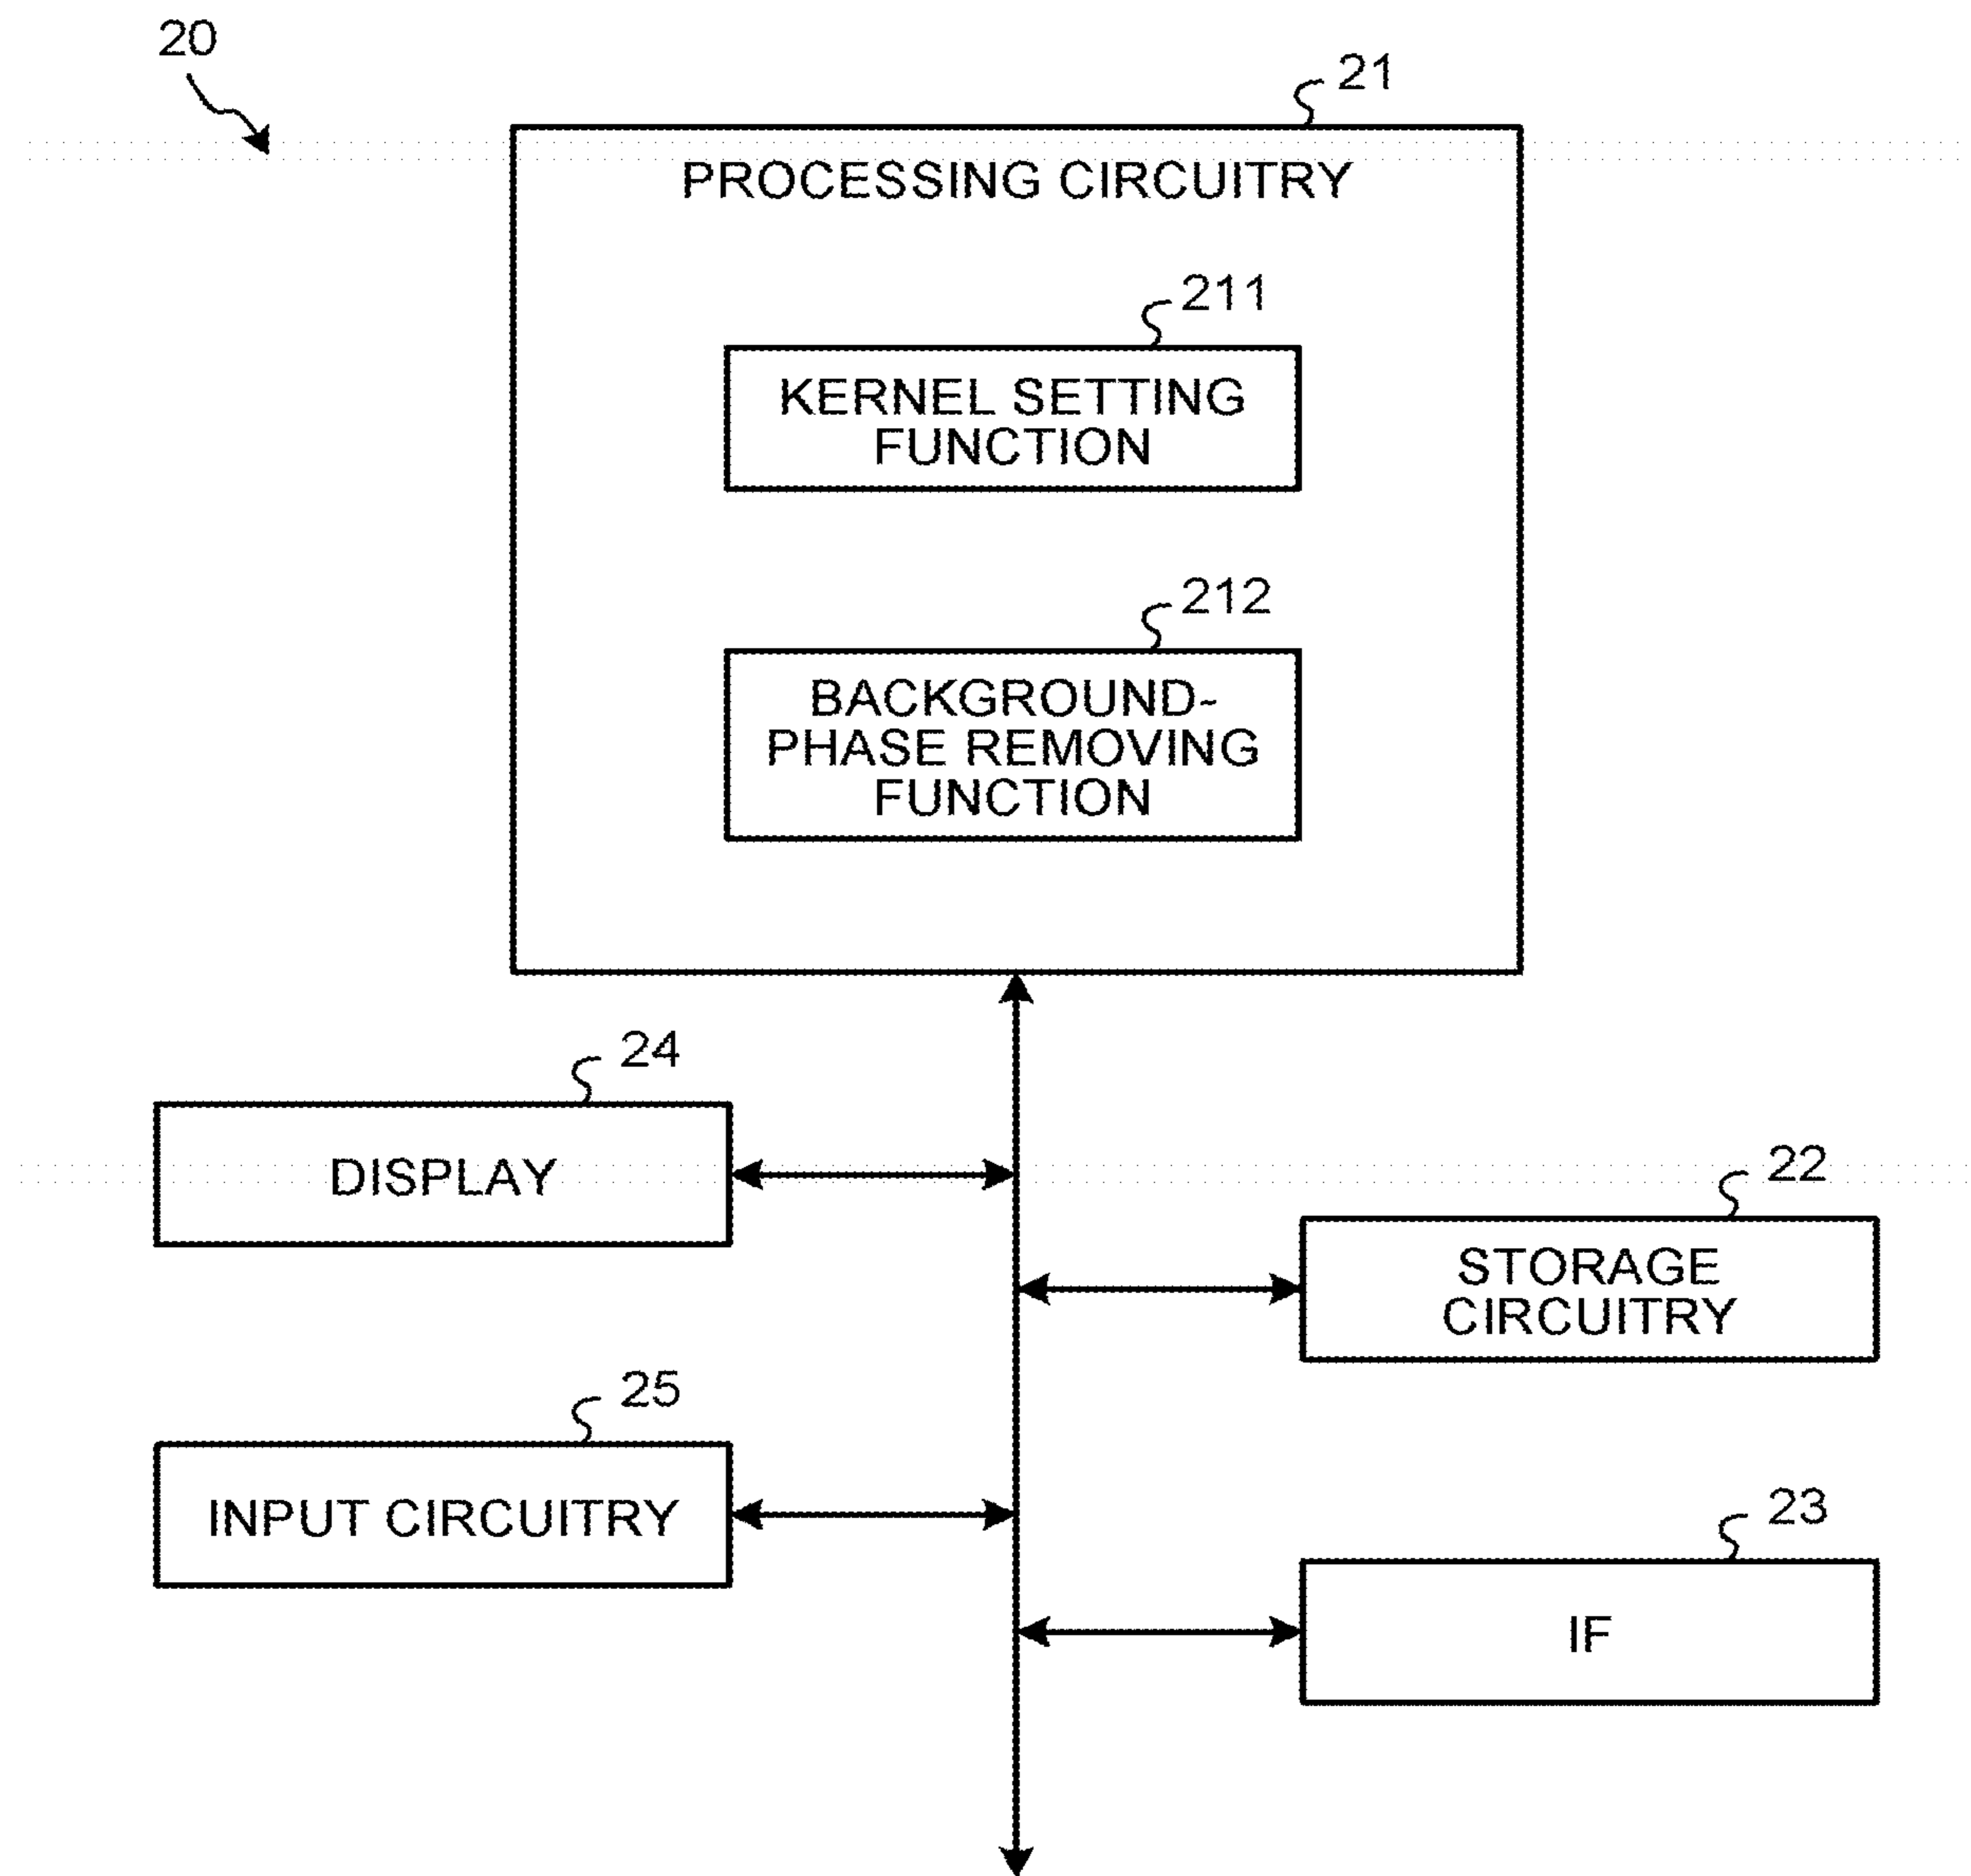 20
21
PROCESSING CIRCUITRY
211
KERNEL SETTING
FUNCTION
212
BACKGROUND-
PHASE REMOVING
FUNCTION
24
DISPLAY
22
STORAGE
CIRCUITRY
25
INPUT CIRCUITRY
23
IF